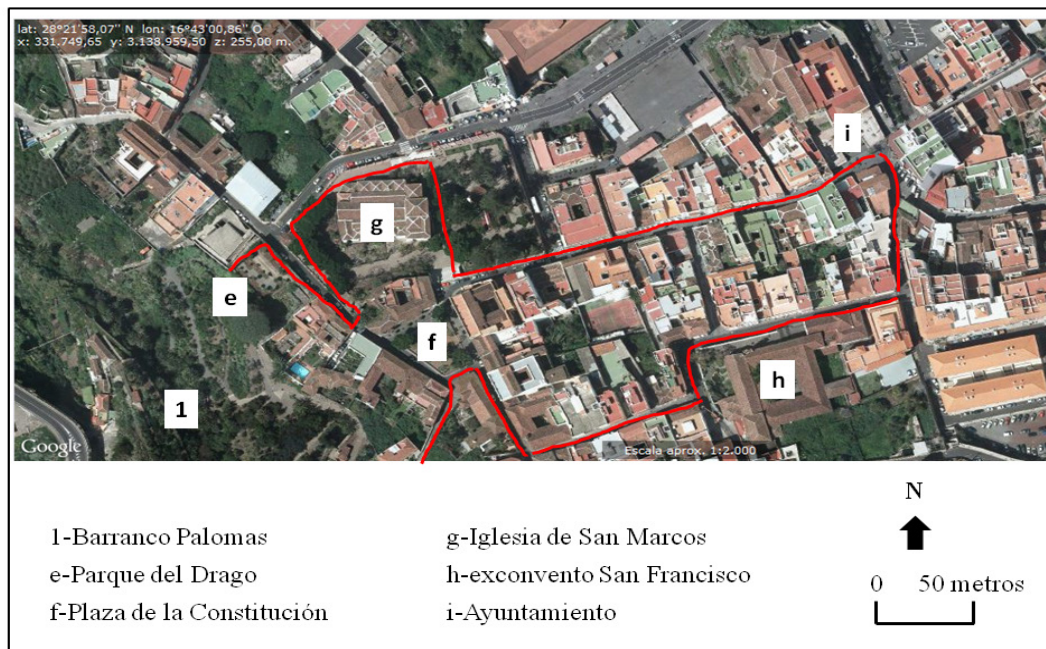 lat: 28°21'58,07'' N lon: 16°43'00,86'' O
x: 331.749,65 y: 3.138.959,50 z: 255,00 m.
i
g
e
f
h
1
Google
Escala aprox. 1:2.000
N
1-Barranco Palomas
g-Iglesia de San Marcos
e-Parque del Drago
h-exconvento San Francisco
0 50 metros
f-Plaza de la Constitución
i-Ayuntamiento